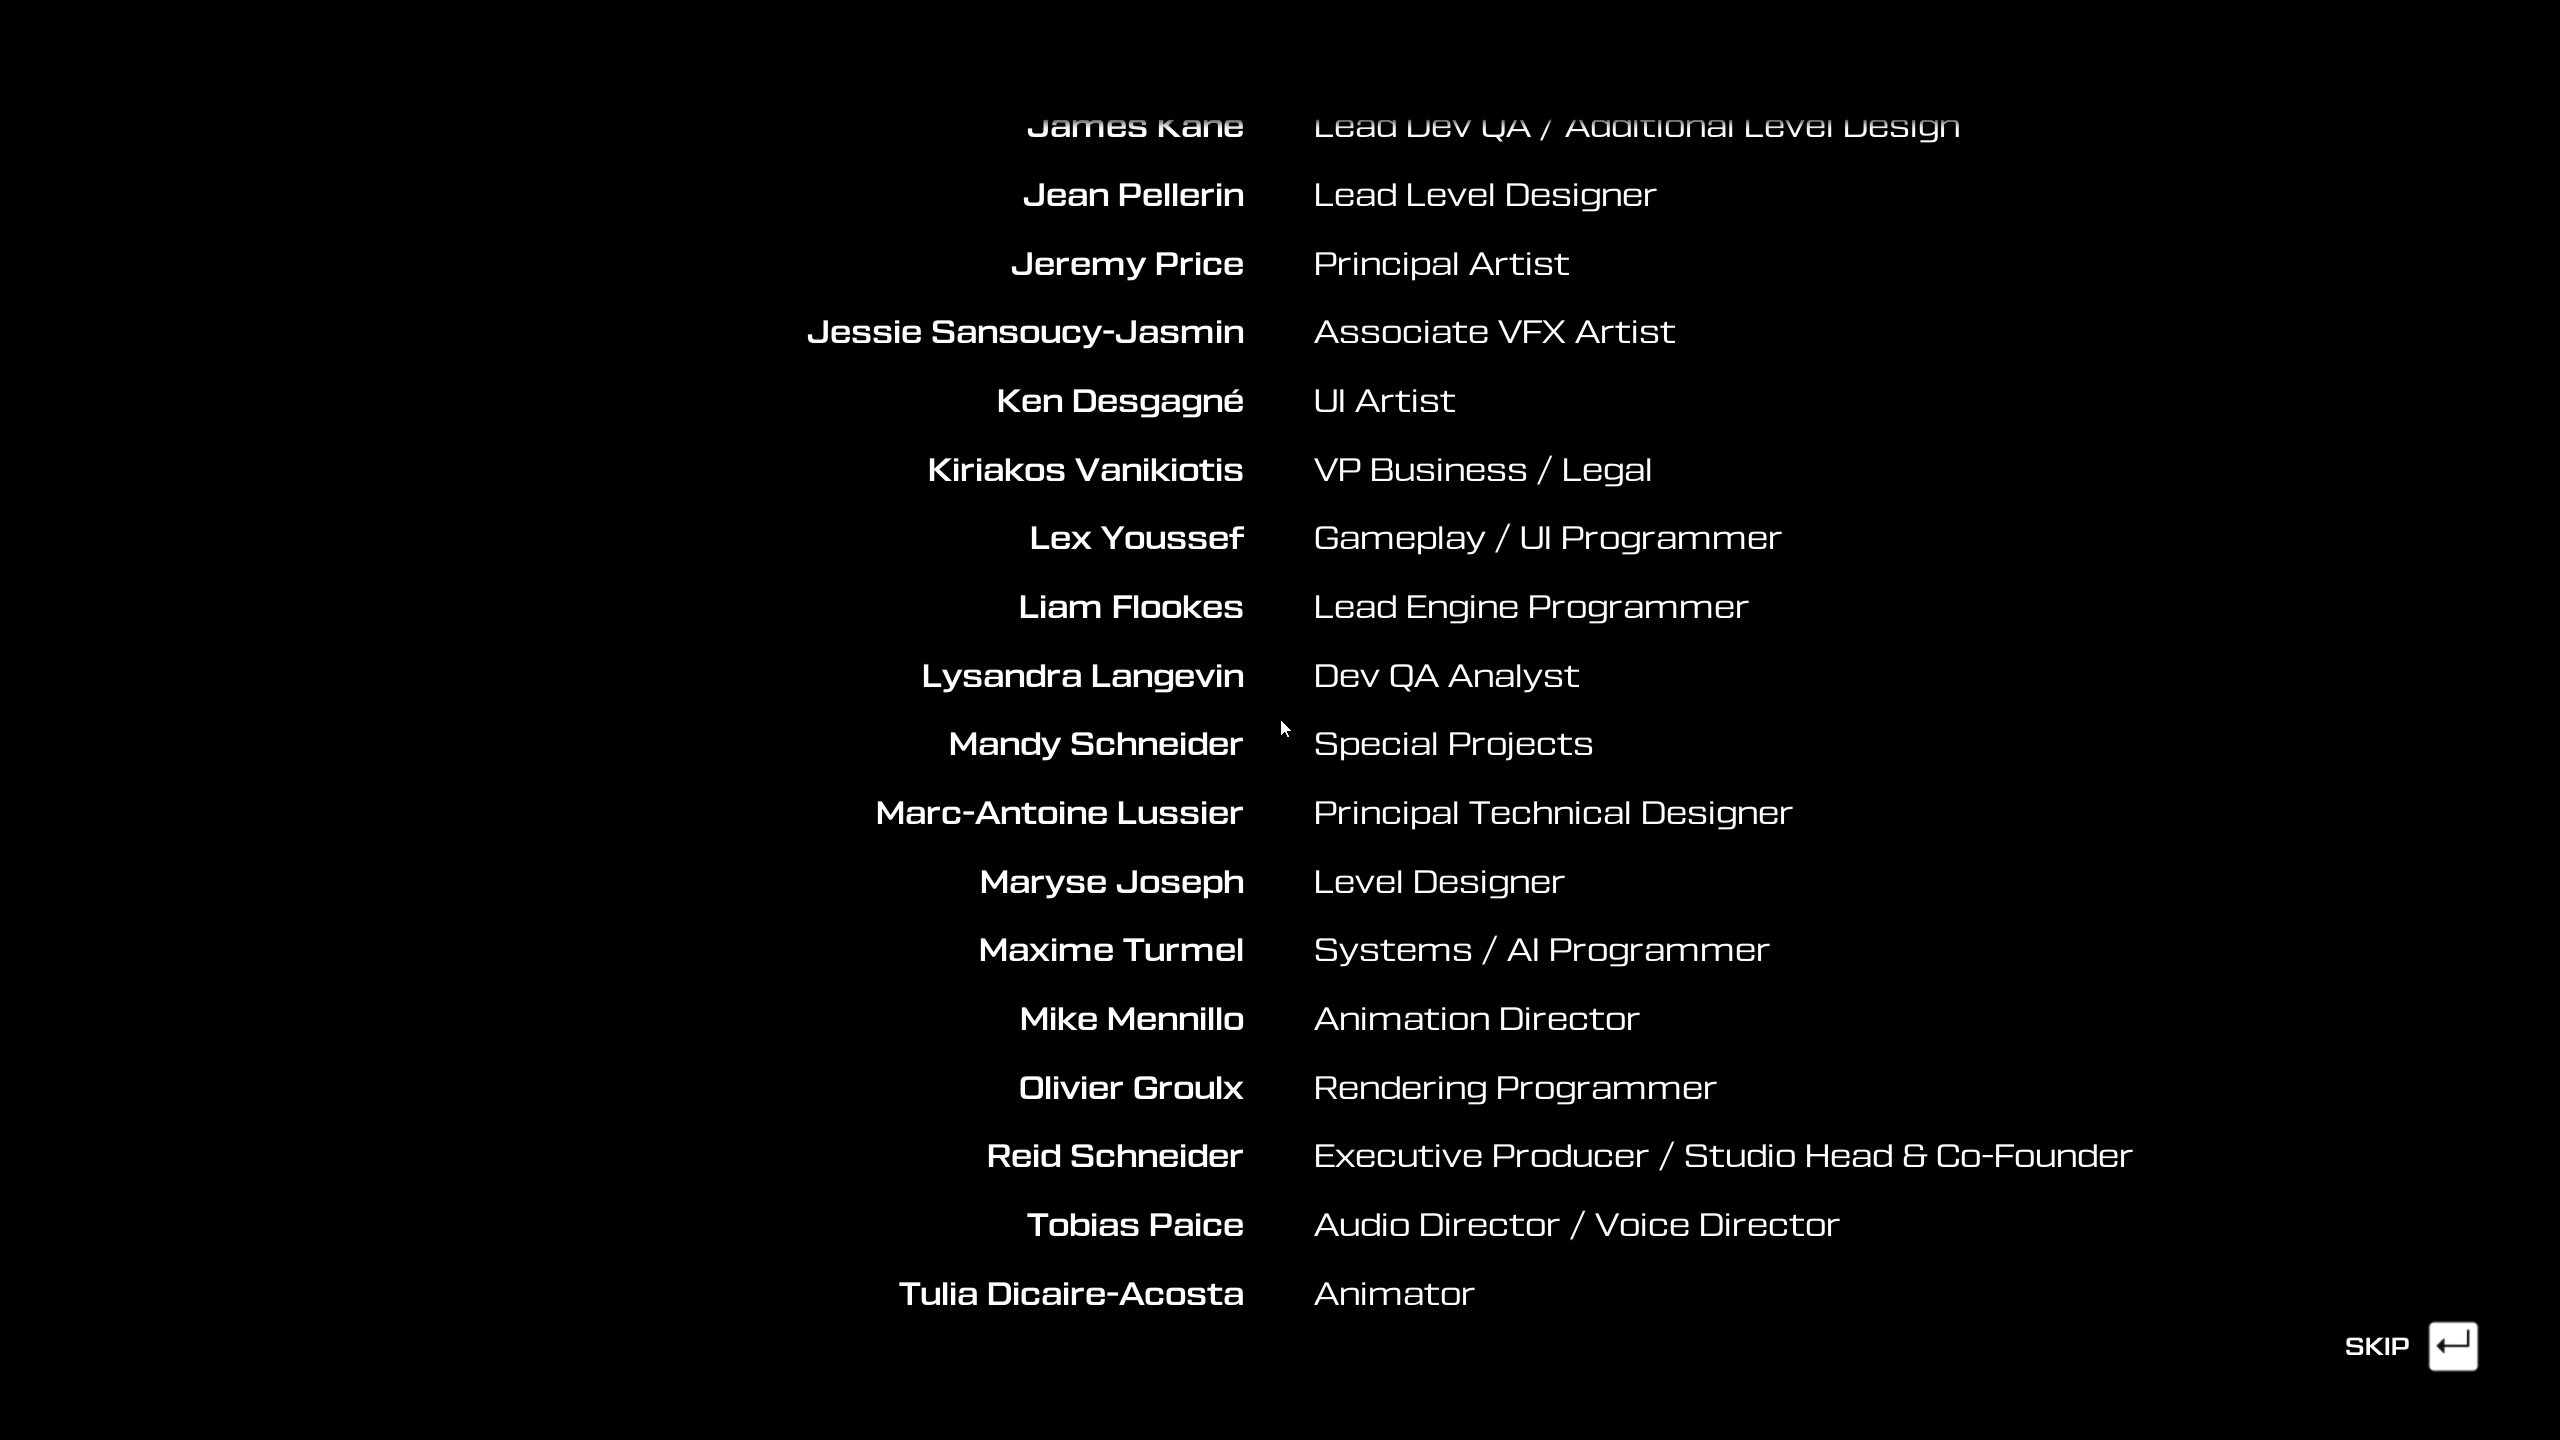 James Kane Lead Dev QA / Additional Level Design
Jean Pellerin Lead Level Designer
Jeremy Price Principal Artist
Jessie Sansoucy-Jasmin Associate VFX Artist
Ken Desgagné UI Artist
Kiriakos Vanikiotis VP Business / Legal
Lex Youssef Gameplay / UI Programmer
Liam Flookes Lead Engine Programmer
Lysandra Langevin Dev QA Analyst
Mandy Schneider Special Projects
Marc-Antoine Lussier Principal Technical Designer
Maryse Joseph Level Designer
Maxime Turmel Systems / AI Programmer
Mike Mennillo Animation Director
Olivier Groulx Rendering Programmer
Reid Schneider Executive Producer / Studio Head & Co-Founder
Tobias Paice Audio Director / Voice Director
Tulia Dicaire-Acosta Animator
SKIP